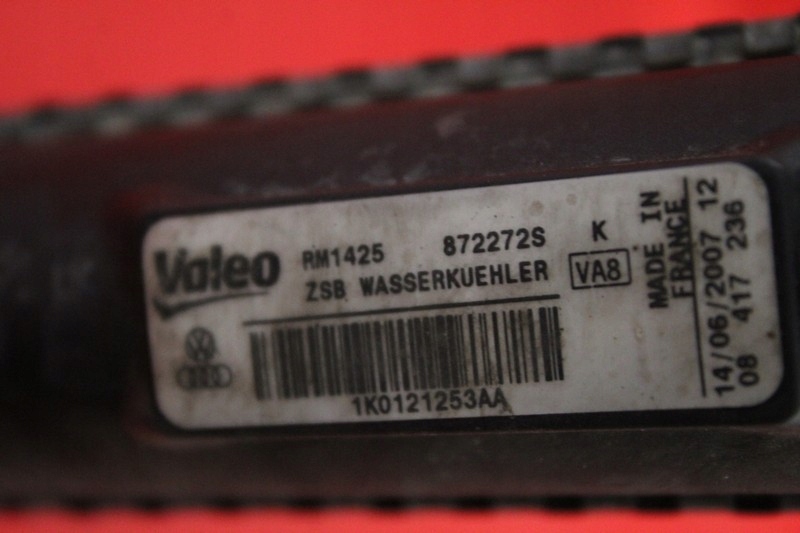 Valeo
RM1425 872272S K
ZSB WASSERKUEHLER VA8
1K0121253AA
MADE IN
FRANCE
14/06/2007 12
08 417 236